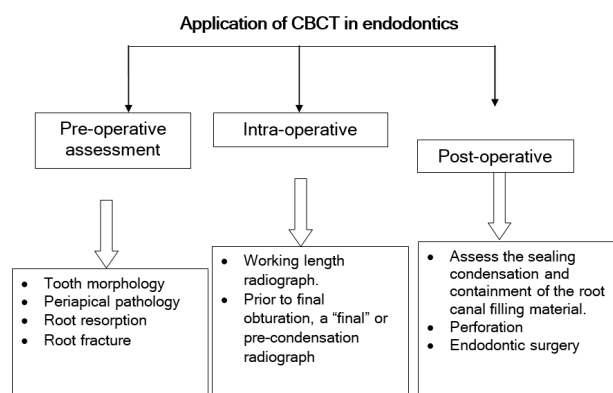 Application of CBCT in endodontics
Pre-operative
assessment
Intra-operative
Post-operative
• Tooth morphology
• Periapical pathology
• Root resorption
• Root fracture
• Working length
radiograph.
• Prior to final
obturation, a “final” or
pre-condensation
radiograph
• Assess the sealing
condensation and
containment of the root
canal filling material.
• Perforation
• Endodontic surgery